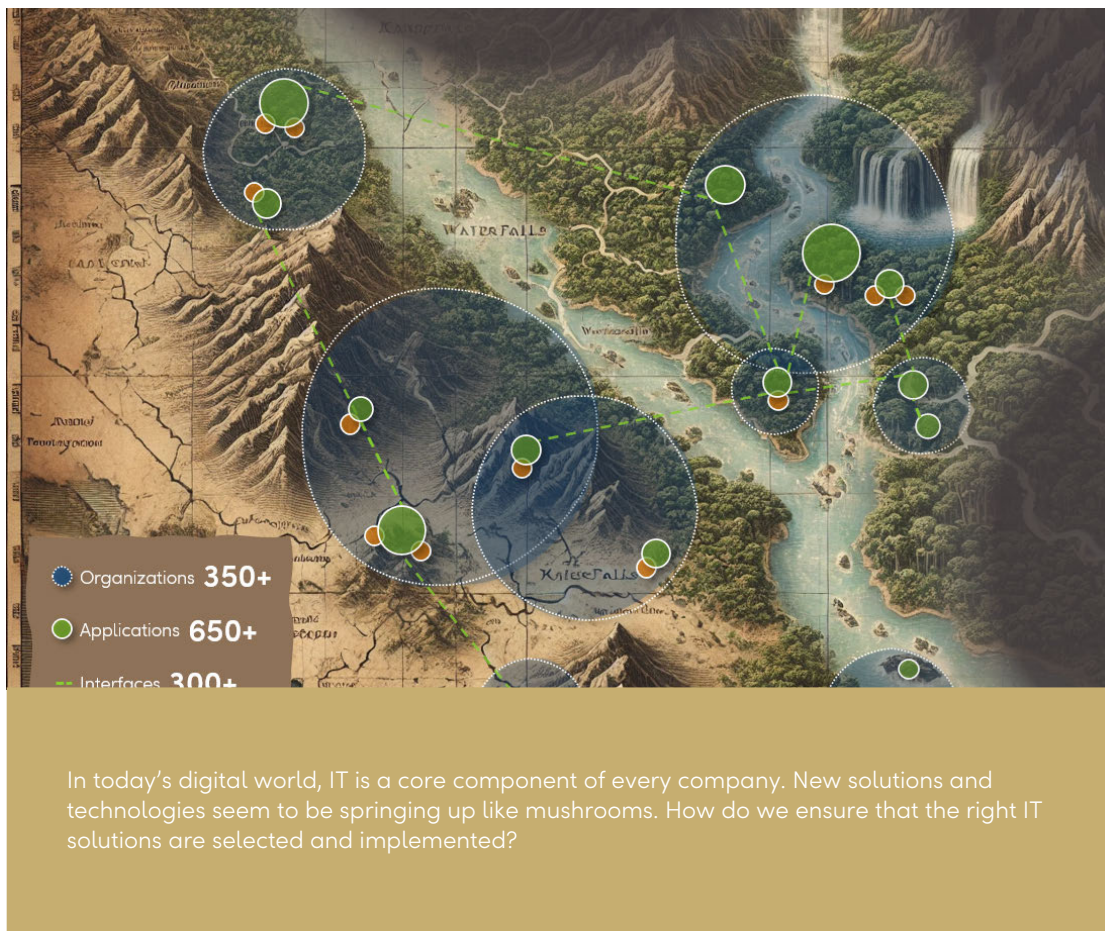 WATERFALLS
KNIEEFALLS
Organizations 350+
Applications 650+
Interfaces 300+
In today's digital world, IT is a core component of every company. New solutions and
technologies seem to be springing up like mushrooms. How do we ensure that the right IT
solutions are selected and implemented?